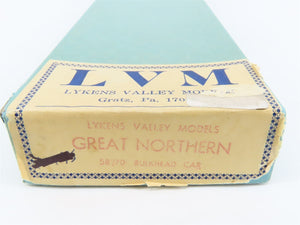 LVM
LYKENS VALLEY MODELS
Gratz, Pa. 170
LYKENS VALLEY MODELS
GREAT NORTHERN
BULKHEAD CAR